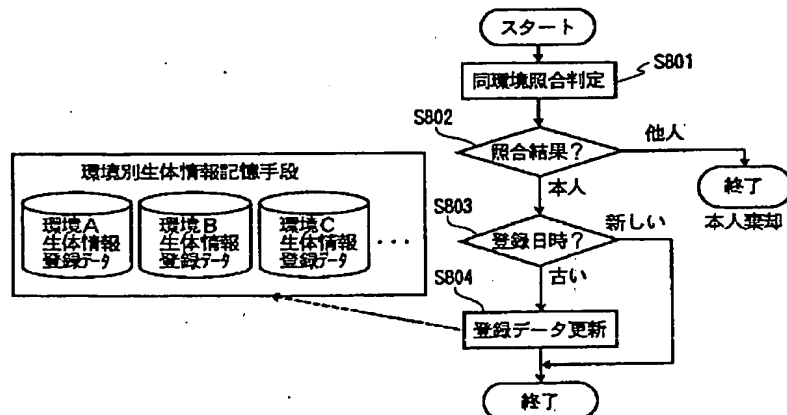 スタート
S801
同環境照合判定
S802
照合結果?
他人
終了
本人棄却
本人
S803
登録日時?
新しい
古い
S804
登録データ更新
終了
環境別生体情報記憶手段
環境A
生体情報
登録データ
環境B
生体情報
登録データ
環境C
生体情報
登録データ
・・・